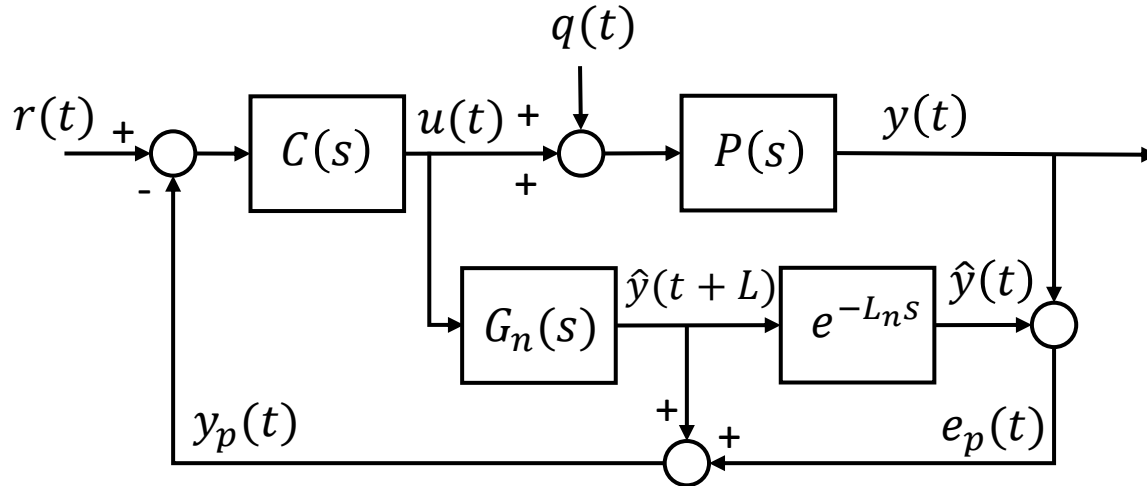 q(t)
r(t)
+
-
C(s)
u(t)
+
+
P(s)
y(t)
G_n(s)
ŷ(t + L)
e^{-L_n s}
ŷ(t)
y_p(t)
+
+
e_p(t)